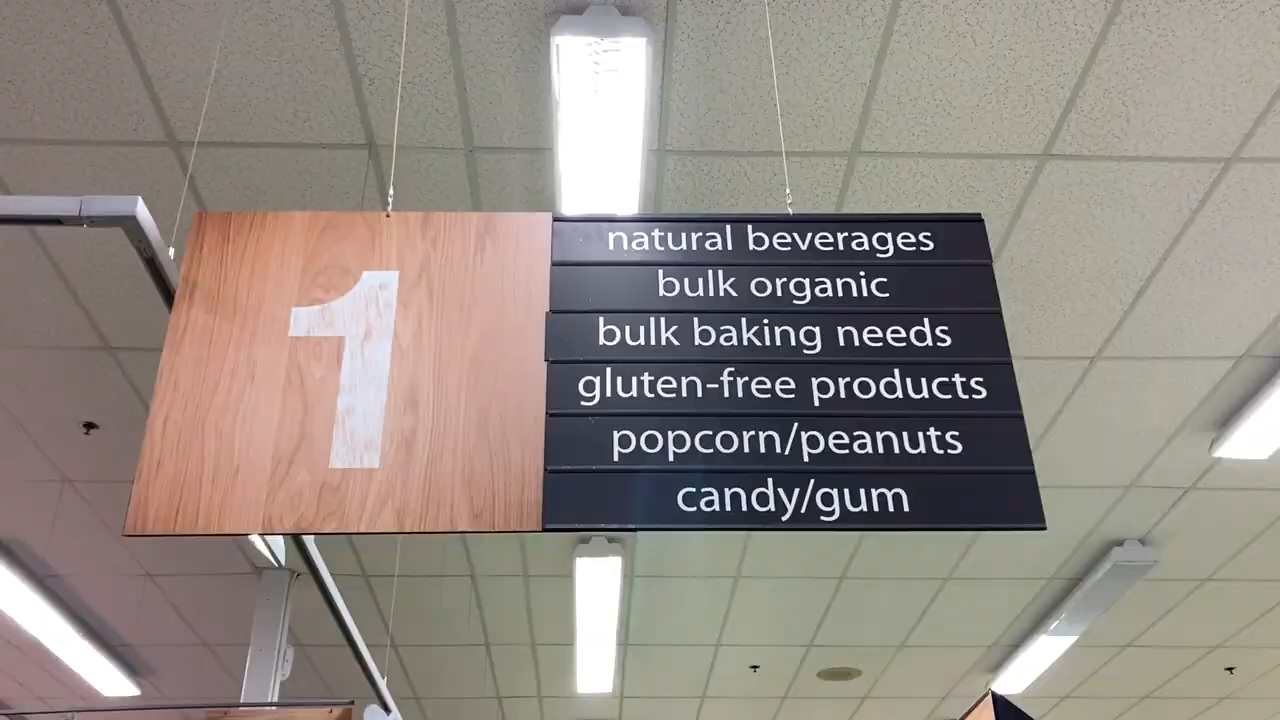 1
natural beverages
bulk organic
bulk baking needs
gluten-free products
popcorn/peanuts
candy/gum